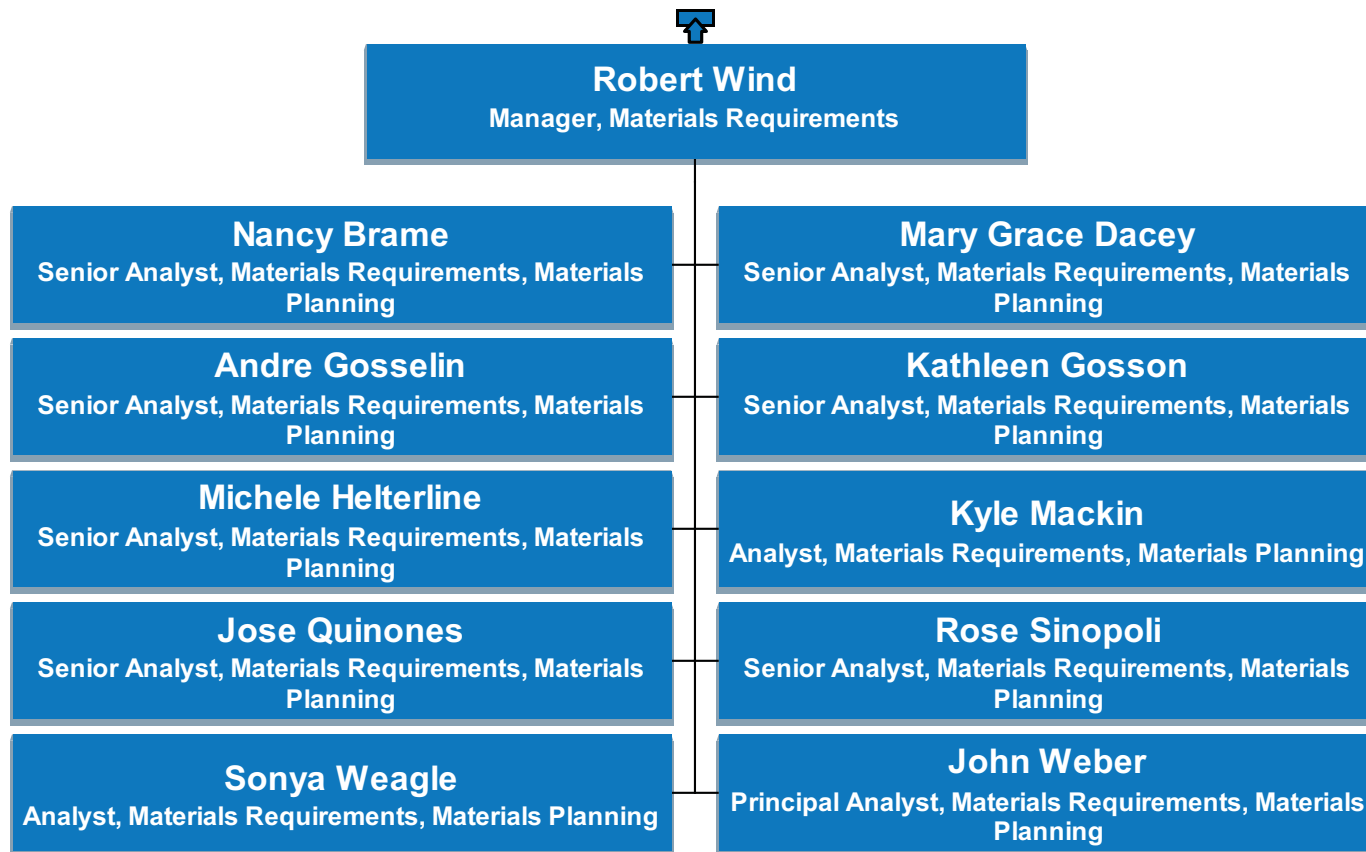 Robert Wind
Manager, Materials Requirements
Nancy Brame
Senior Analyst, Materials Requirements, Materials
Planning
Mary Grace Dacey
Senior Analyst, Materials Requirements, Materials
Planning
Andre Gosselin
Senior Analyst, Materials Requirements, Materials
Planning
Kathleen Gosson
Senior Analyst, Materials Requirements, Materials
Planning
Michele Helterline
Senior Analyst, Materials Requirements, Materials
Planning
Kyle Mackin
Analyst, Materials Requirements, Materials Planning
Jose Quinones
Senior Analyst, Materials Requirements, Materials
Planning
Rose Sinopoli
Senior Analyst, Materials Requirements, Materials
Planning
Sonya Weagle
Analyst, Materials Requirements, Materials Planning
John Weber
Principal Analyst, Materials Requirements, Materials
Planning